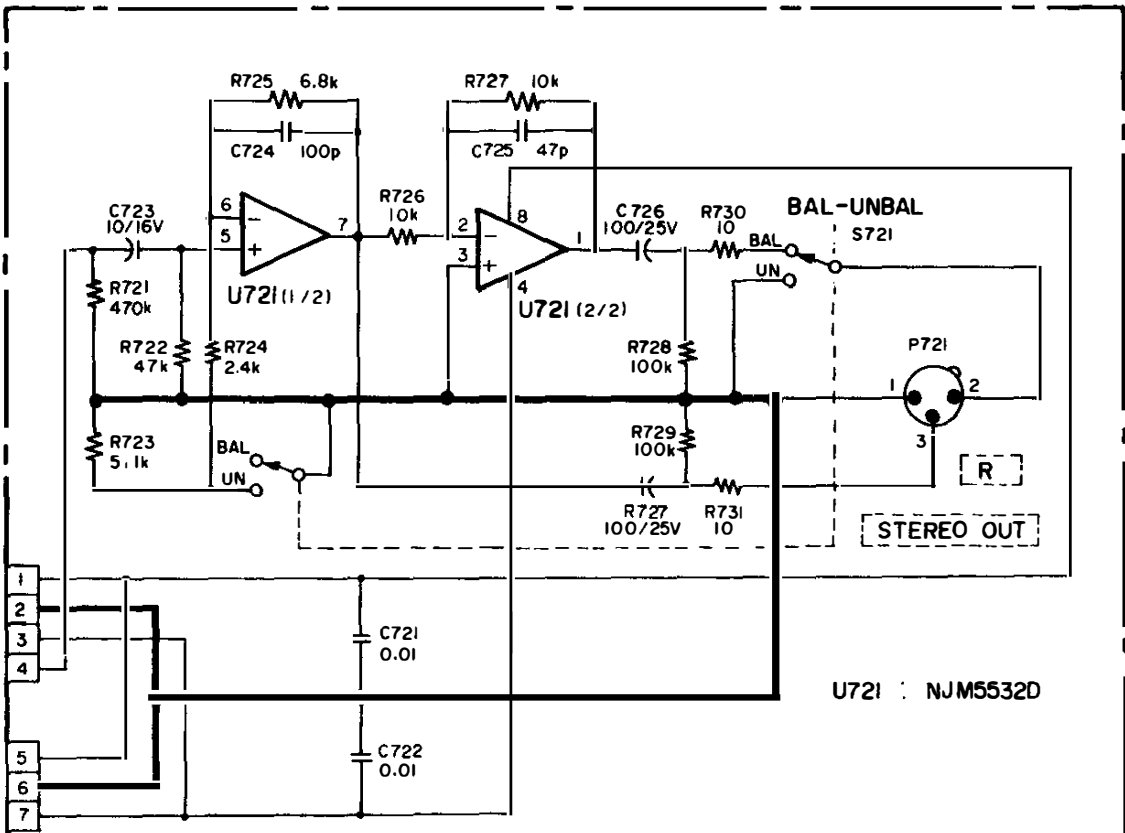 R725 6.8k
C724 100p
R727 10k
C725 47p
C723
10/16V
6
5
7
U721 (1/2)
R726
10k
2
3
8
1
4
U721 (2/2)
C726
100/25V
R730
10
BAL-UNBAL
S721
BAL
UN
R721
470k
R722
47k
R724
2.4k
R728
100k
P721
1
2
3
R723
5.1k
BAL
UN
R729
100k
R727
100/25V
R731
10
R
STEREO OUT
1
2
3
4
5
6
7
C721
0.01
C722
0.01
U721 : NJM5532D